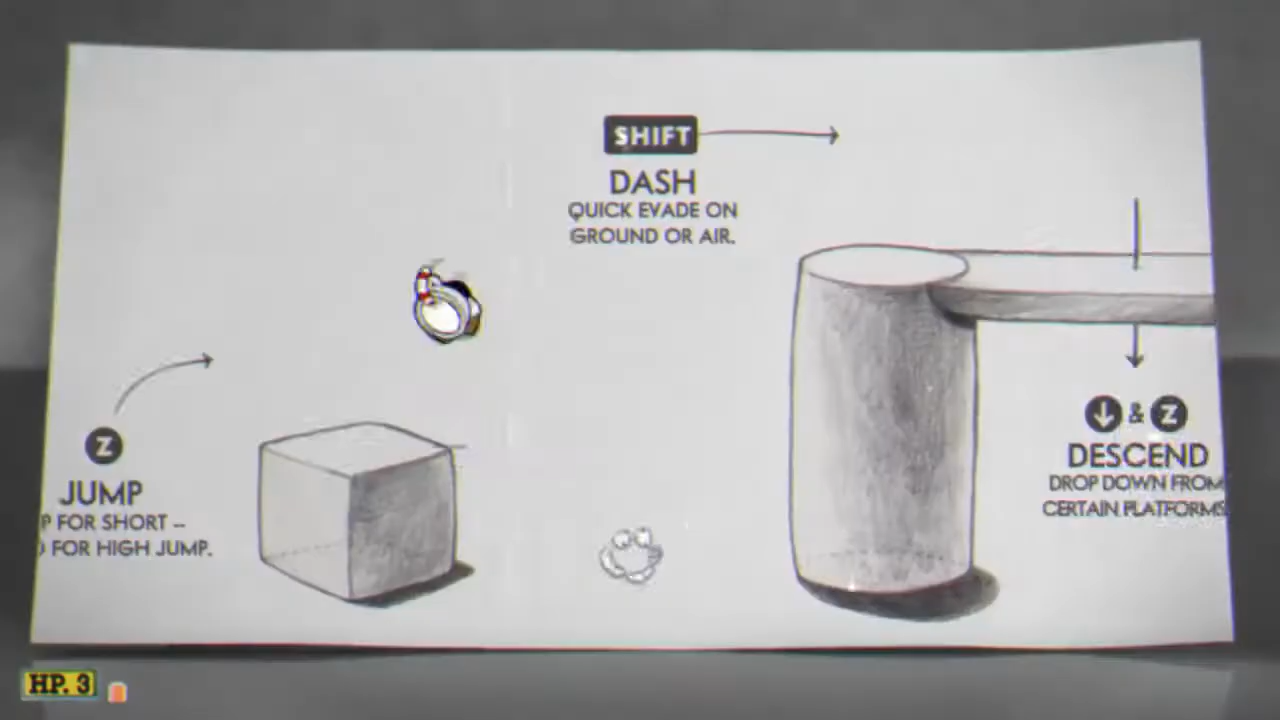 SHIFT
DASH
QUICK EVADE ON
GROUND OR AIR.
Z
JUMP
P FOR SHORT –
FOR HIGH JUMP.
↓ & Z
DESCEND
DROP DOWN FROM
CERTAIN PLATFORMS
HP. 3